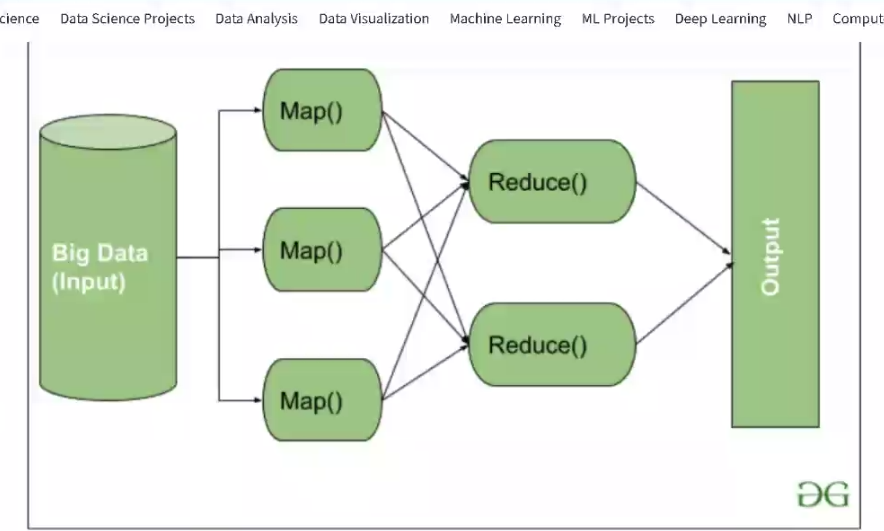 cience Data Science Projects Data Analysis Data Visualization Machine Learning ML Projects Deep Learning NLP Comput
Big Data
(Input)
Map()
Map()
Map()
Reduce()
Reduce()
Output